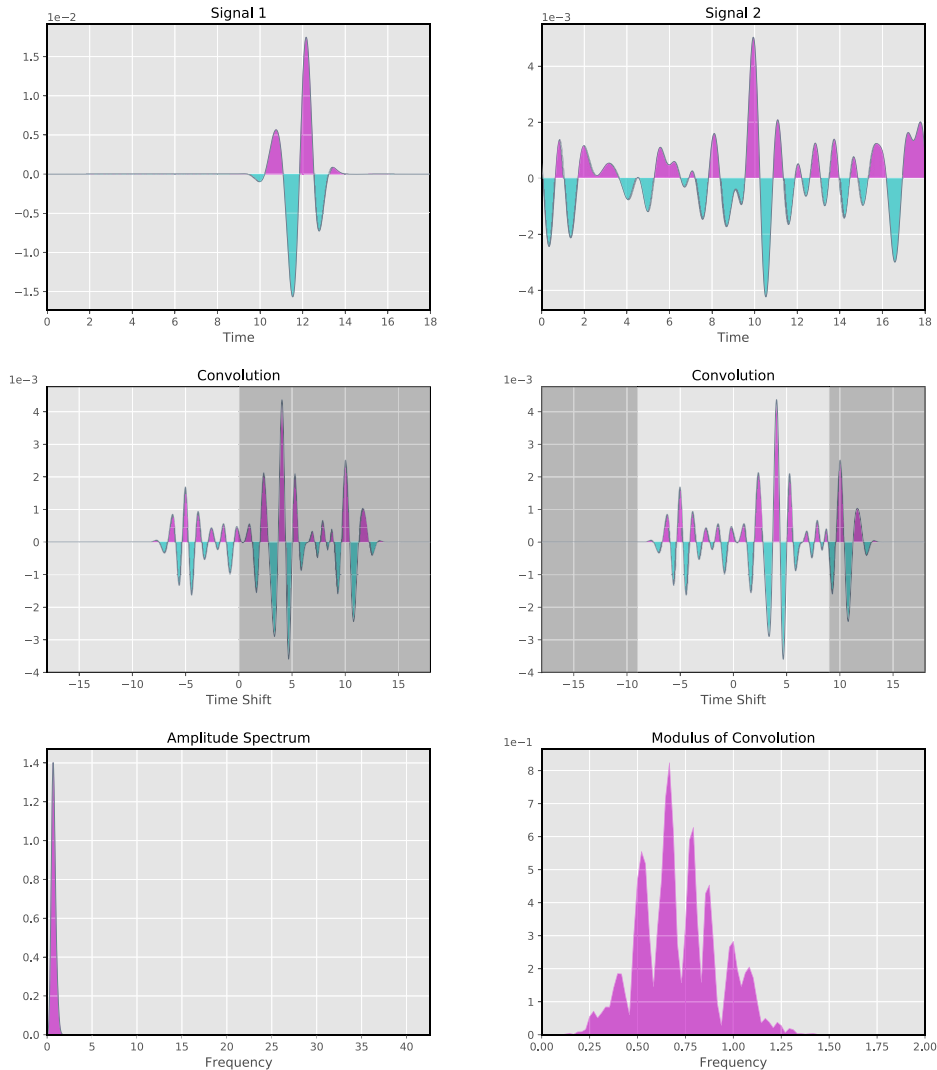 Signal 1
1e−2
1.5
1.0
0.5
0.0
−0.5
−1.0
−1.5
0 2 4 6 8 10 12 14 16 18
Time
Signal 2
1e−3
4
2
0
−2
−4
0 2 4 6 8 10 12 14 16 18
Time
Convolution
1e−3
4
3
2
1
0
−1
−2
−3
−4
−15 −10 −5 0 5 10 15
Time Shift
Convolution
1e−3
4
3
2
1
0
−1
−2
−3
−4
−15 −10 −5 0 5 10 15
Time Shift
Amplitude Spectrum
1.4
1.2
1.0
0.8
0.6
0.4
0.2
0.0
0 5 10 15 20 25 30 35 40
Frequency
Modulus of Convolution
1e−1
8
7
6
5
4
3
2
1
0
0.00 0.25 0.50 0.75 1.00 1.25 1.50 1.75 2.00
Frequency